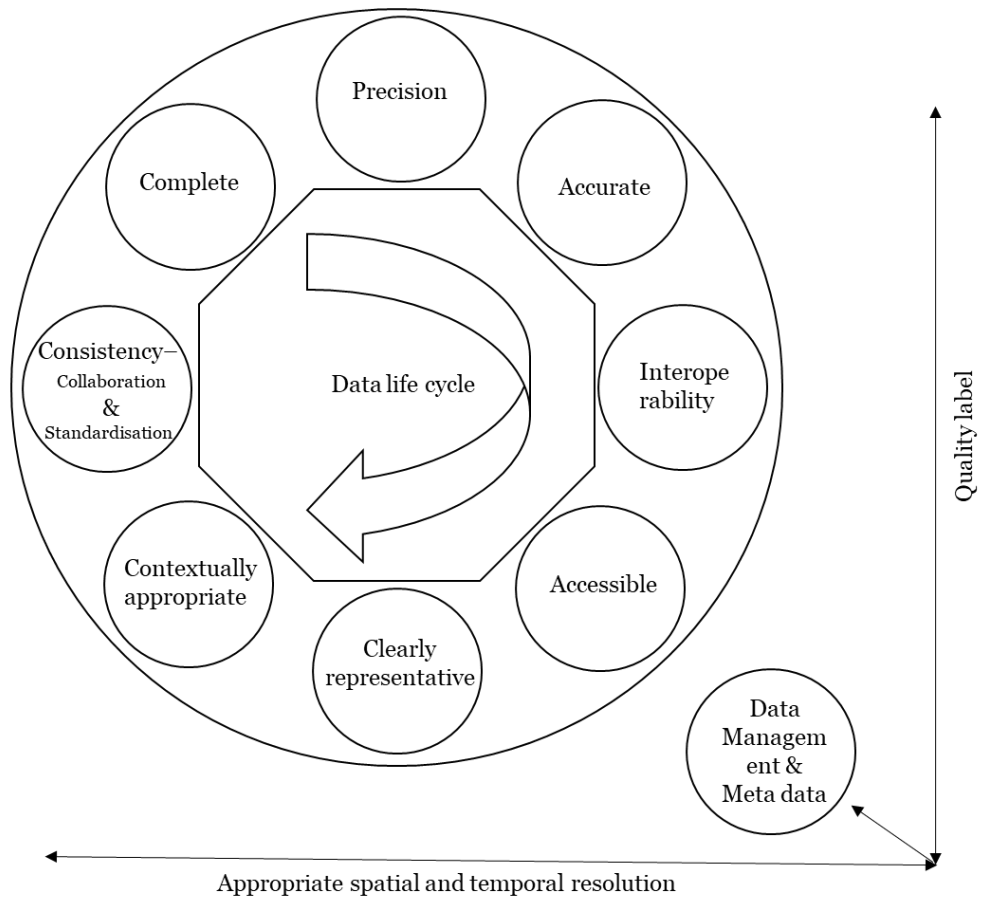 Precision
Complete
Accurate
Consistency–
Collaboration
&
Standardisation
Data life cycle
Interope
rability
Contextually
appropriate
Accessible
Clearly
representative
Quality label
Data
Managem
ent &
Meta data
Appropriate spatial and temporal resolution